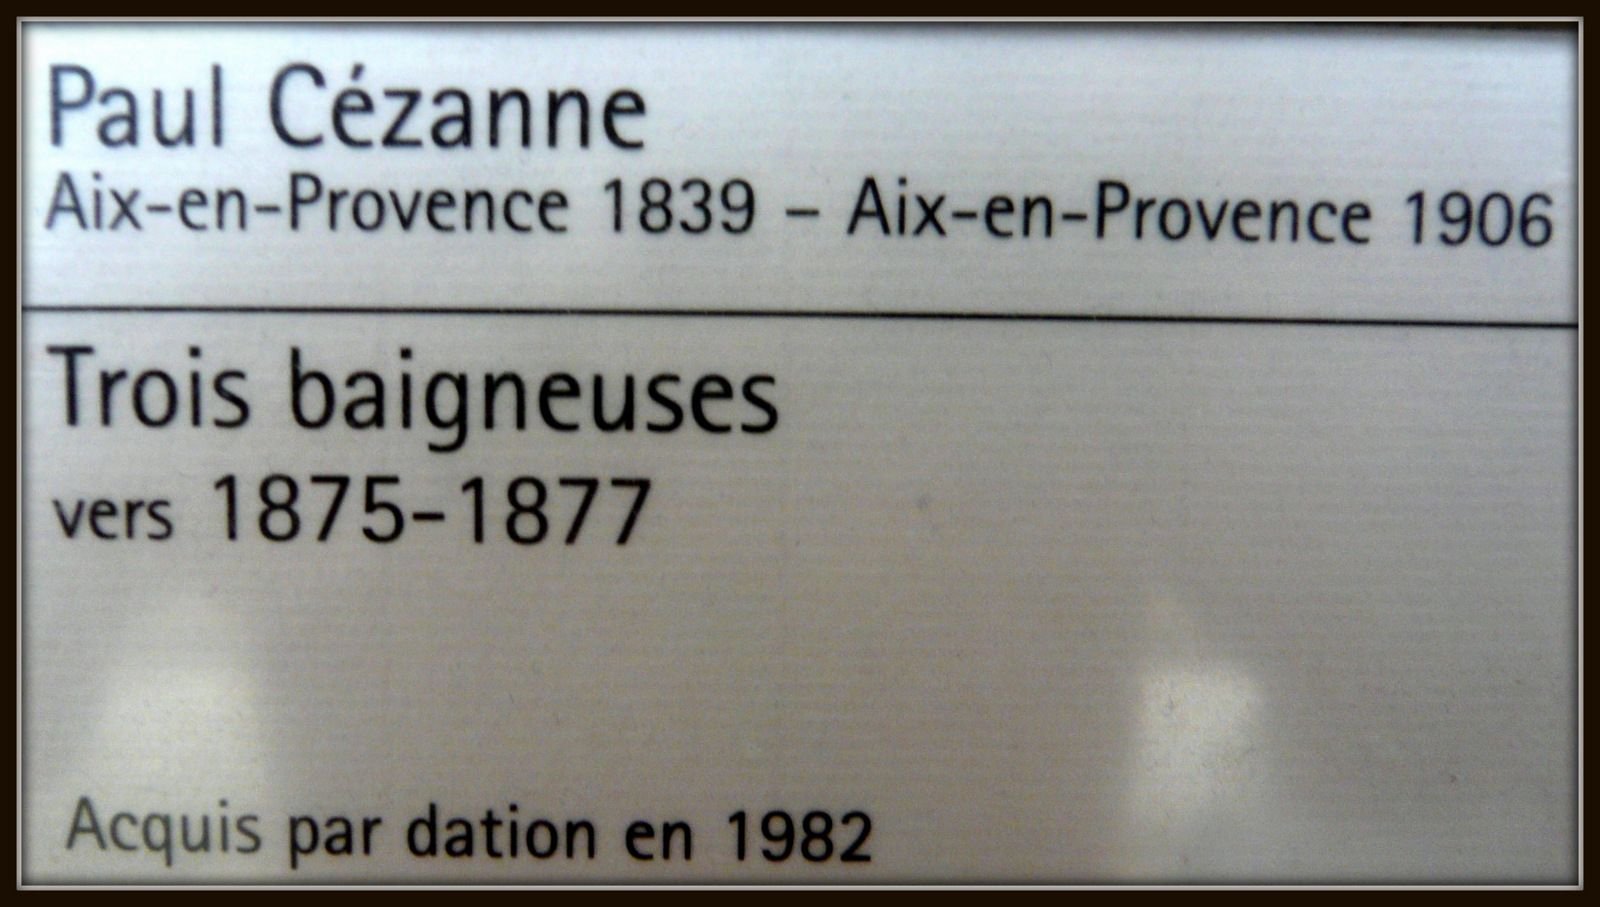 Paul Cézanne
Aix-en-Provence 1839 – Aix-en-Provence 1906
Trois baigneuses
vers 1875-1877
Acquis par dation en 1982